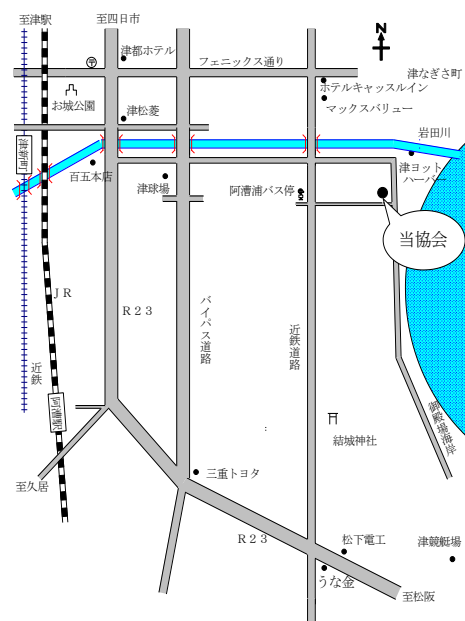 至津駅
至四日市
N
津都ホテル
フェニックス通り
津なぎさ町
ホテルキャッスルイン
マックスバリュー
お城公園
津松菱
岩田川
津新町
百五本店
津球場
阿漕浦バス停
津ヨット
ハーバー
当協会
JR
R23
バイパス道路
近鉄道路
近鉄
阿漕駅
御殿場海岸
結城神社
三重トヨタ
至久居
R23
松下電工
津競艇場
うな金
至松阪